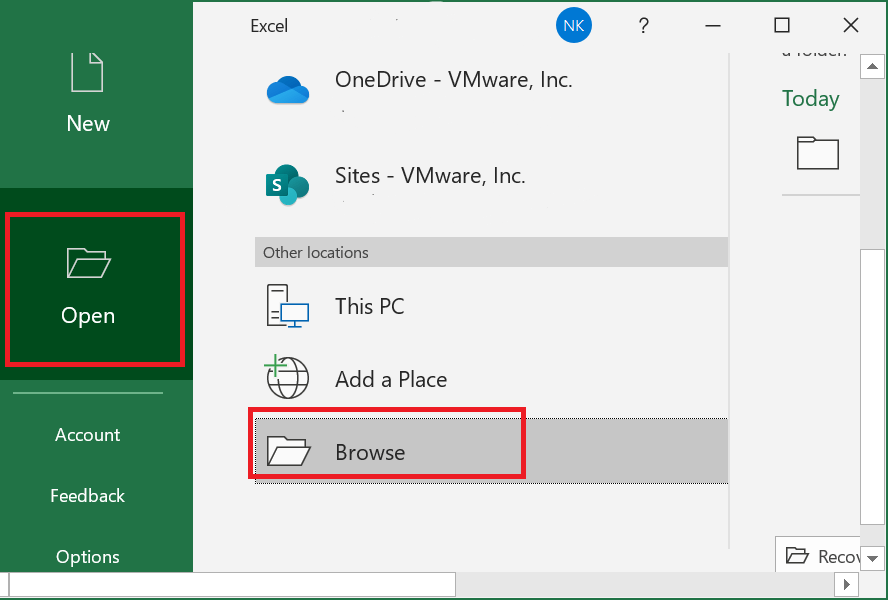 Excel
NK
?
New
Open
Account
Feedback
Options
OneDrive - VMware, Inc.
S
Sites - VMware, Inc.
Other locations
This PC
Add a Place
Browse
a folder.
Today
Recov